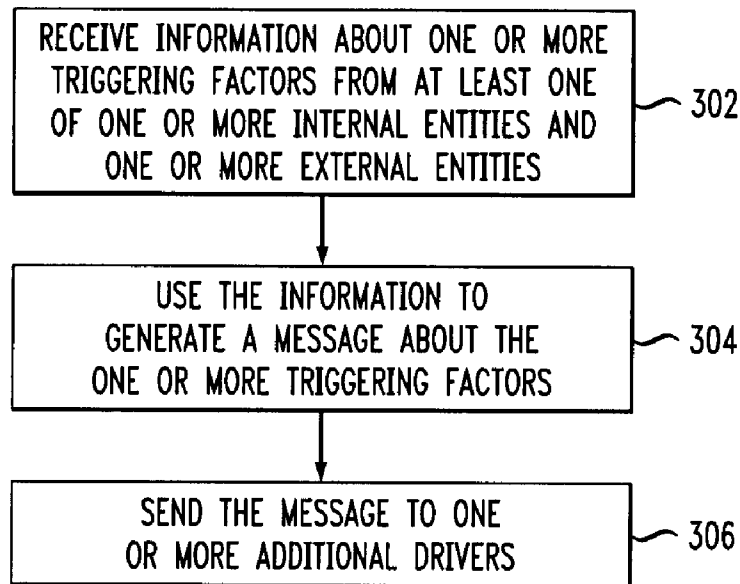 RECEIVE INFORMATION ABOUT ONE OR MORE
TRIGGERING FACTORS FROM AT LEAST ONE
OF ONE OR MORE INTERNAL ENTITIES AND
ONE OR MORE EXTERNAL ENTITIES
302
USE THE INFORMATION TO
GENERATE A MESSAGE ABOUT THE
ONE OR MORE TRIGGERING FACTORS
304
SEND THE MESSAGE TO ONE
OR MORE ADDITIONAL DRIVERS
306